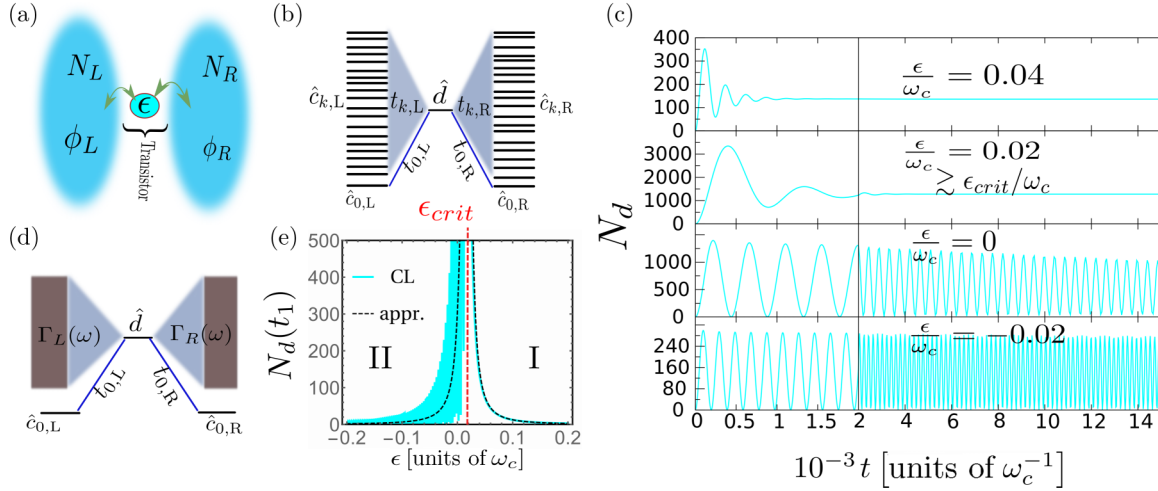 (a)
N_L
N_R
ϵ
ϕ_L
ϕ_R
Transistor
(b)
ĉ_{k,L}
t_{k,L}
d̂
t_{k,R}
ĉ_{k,R}
t_{0,L}
t_{0,R}
ĉ_{0,L}
ĉ_{0,R}
(c)
N_d
400
300
200
100
0
ϵ/ω_c = 0.04
3000
2000
1000
0
ϵ/ω_c = 0.02
≳ ϵ_{crit}/ω_c
1000
500
0
ϵ/ω_c = 0
240
160
80
0
ϵ/ω_c = −0.02
0 0.5 1 1.5 2 4 6 8 10 12 14
10^{-3} t [units of ω_c^{-1}]
(d)
Γ_L(ω)
d̂
Γ_R(ω)
t_{0,L}
t_{0,R}
ĉ_{0,L}
ĉ_{0,R}
(e)
ϵ_{crit}
N_d(t_1)
500
400
300
200
100
0
CL
appr.
II
I
−0.2 −0.1 0.0 0.1 0.2
ϵ [units of ω_c]